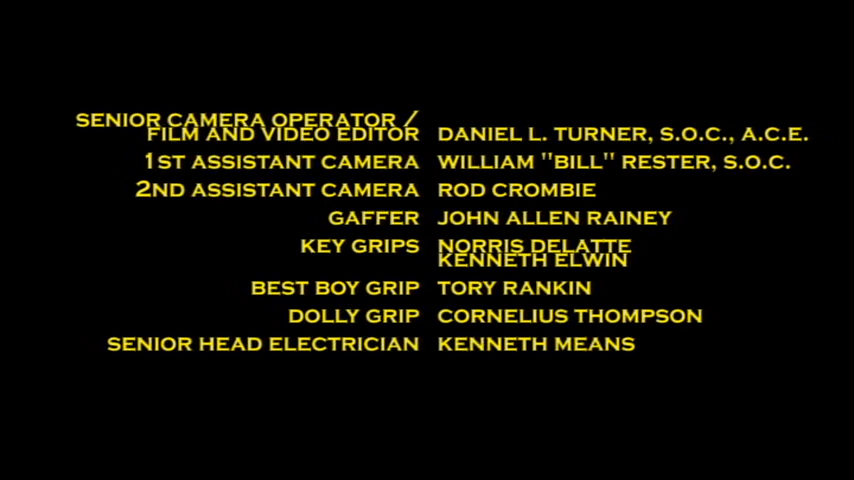 SENIOR CAMERA OPERATOR /
FILM AND VIDEO EDITOR DANIEL L. TURNER, S.O.C., A.C.E.
1ST ASSISTANT CAMERA WILLIAM "BILL" RESTER, S.O.C.
2ND ASSISTANT CAMERA ROD CROMBIE
GAFFER JOHN ALLEN RAINEY
KEY GRIPS NORRIS DELATTE
KENNETH ELWIN
BEST BOY GRIP TORY RANKIN
DOLLY GRIP CORNELIUS THOMPSON
SENIOR HEAD ELECTRICIAN KENNETH MEANS